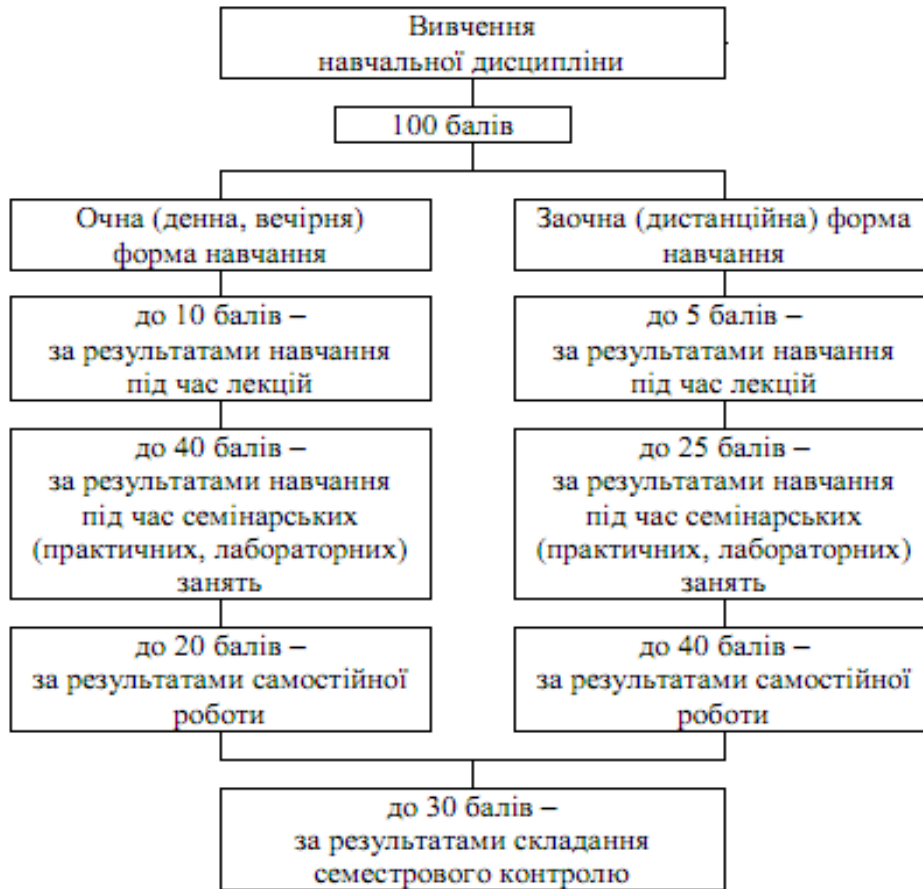 Вивчення
навчальної дисципліни
100 балів
Очна (денна, вечірня)
форма навчання
Заочна (дистанційна) форма
навчання
до 10 балів –
за результатами навчання
під час лекцій
до 5 балів –
за результатами навчання
під час лекцій
до 40 балів –
за результатами навчання
під час семінарських
(практичних, лабораторних)
занять
до 25 балів –
за результатами навчання
під час семінарських
(практичних, лабораторних)
занять
до 20 балів –
за результатами самостійної
роботи
до 40 балів –
за результатами самостійної
роботи
до 30 балів –
за результатами складання
семестрового контролю